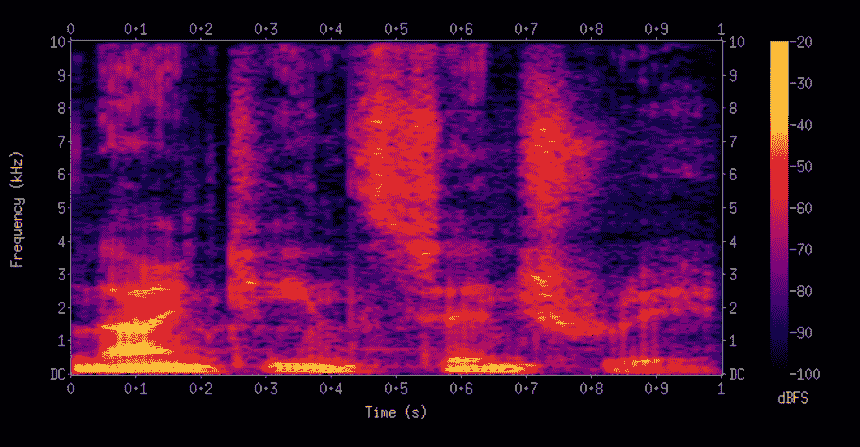 0 0·1 0·2 0·3 0·4 0·5 0·6 0·7 0·8 0·9 1
10 10 -20
9 9 -30
8 8 -40
7 7 -50
6 6 -60
5 5 -70
4 4 -80
3 3 -90
2 2 -100
1 1
DC DC
Frequency (kHz)
0 0·1 0·2 0·3 0·4 0·5 0·6 0·7 0·8 0·9 1
Time (s)
dBFS